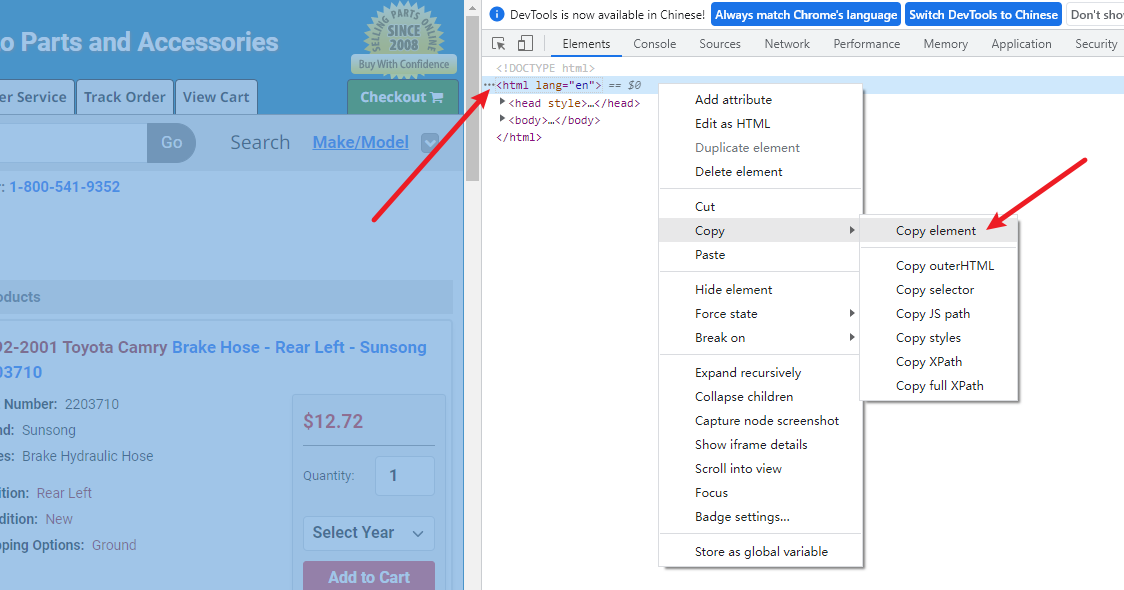 o Parts and Accessories
SELLING PARTS ONLINE
SINCE
2008
Buy With Confidence
er Service
Track Order
View Cart
Checkout
Go
Search
Make/Model
: 1-800-541-9352
oducts
92-2001 Toyota Camry Brake Hose - Rear Left - Sunsong
03710
Number: 2203710
nd: Sunsong
es: Brake Hydraulic Hose
ition: Rear Left
dition: New
pping Options: Ground
$12.72
Quantity: 1
Select Year
Add to Cart
DevTools is now available in Chinese! Always match Chrome's language Switch DevTools to Chinese Don't sho
Elements Console Sources Network Performance Memory Application Security
<!DOCTYPE html>
…<html lang="en"> == $0
<head style>…</head>
<body>…</body>
</html>
Add attribute
Edit as HTML
Duplicate element
Delete element
Cut
Copy
Paste
Hide element
Force state
Break on
Expand recursively
Collapse children
Capture node screenshot
Show iframe details
Scroll into view
Focus
Badge settings...
Store as global variable
Copy element
Copy outerHTML
Copy selector
Copy JS path
Copy styles
Copy XPath
Copy full XPath